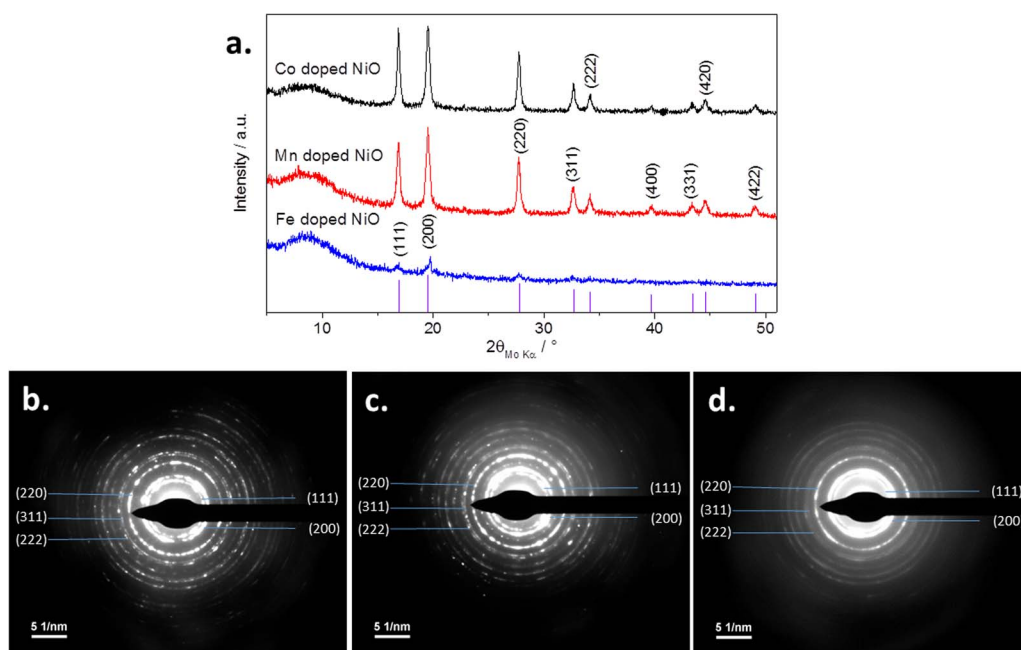 a.
Co doped NiO
(222)
(420)
Mn doped NiO
(220)
(311)
(400)
(331)
(422)
Fe doped NiO
(111)
(200)
Intensity / a.u.
10 20 30 40 50
2θ Mo Kα / °
b.
(220)
(311)
(222)
(111)
(200)
5 1/nm
c.
(220)
(311)
(222)
(111)
(200)
5 1/nm
d.
(220)
(311)
(222)
(111)
(200)
5 1/nm